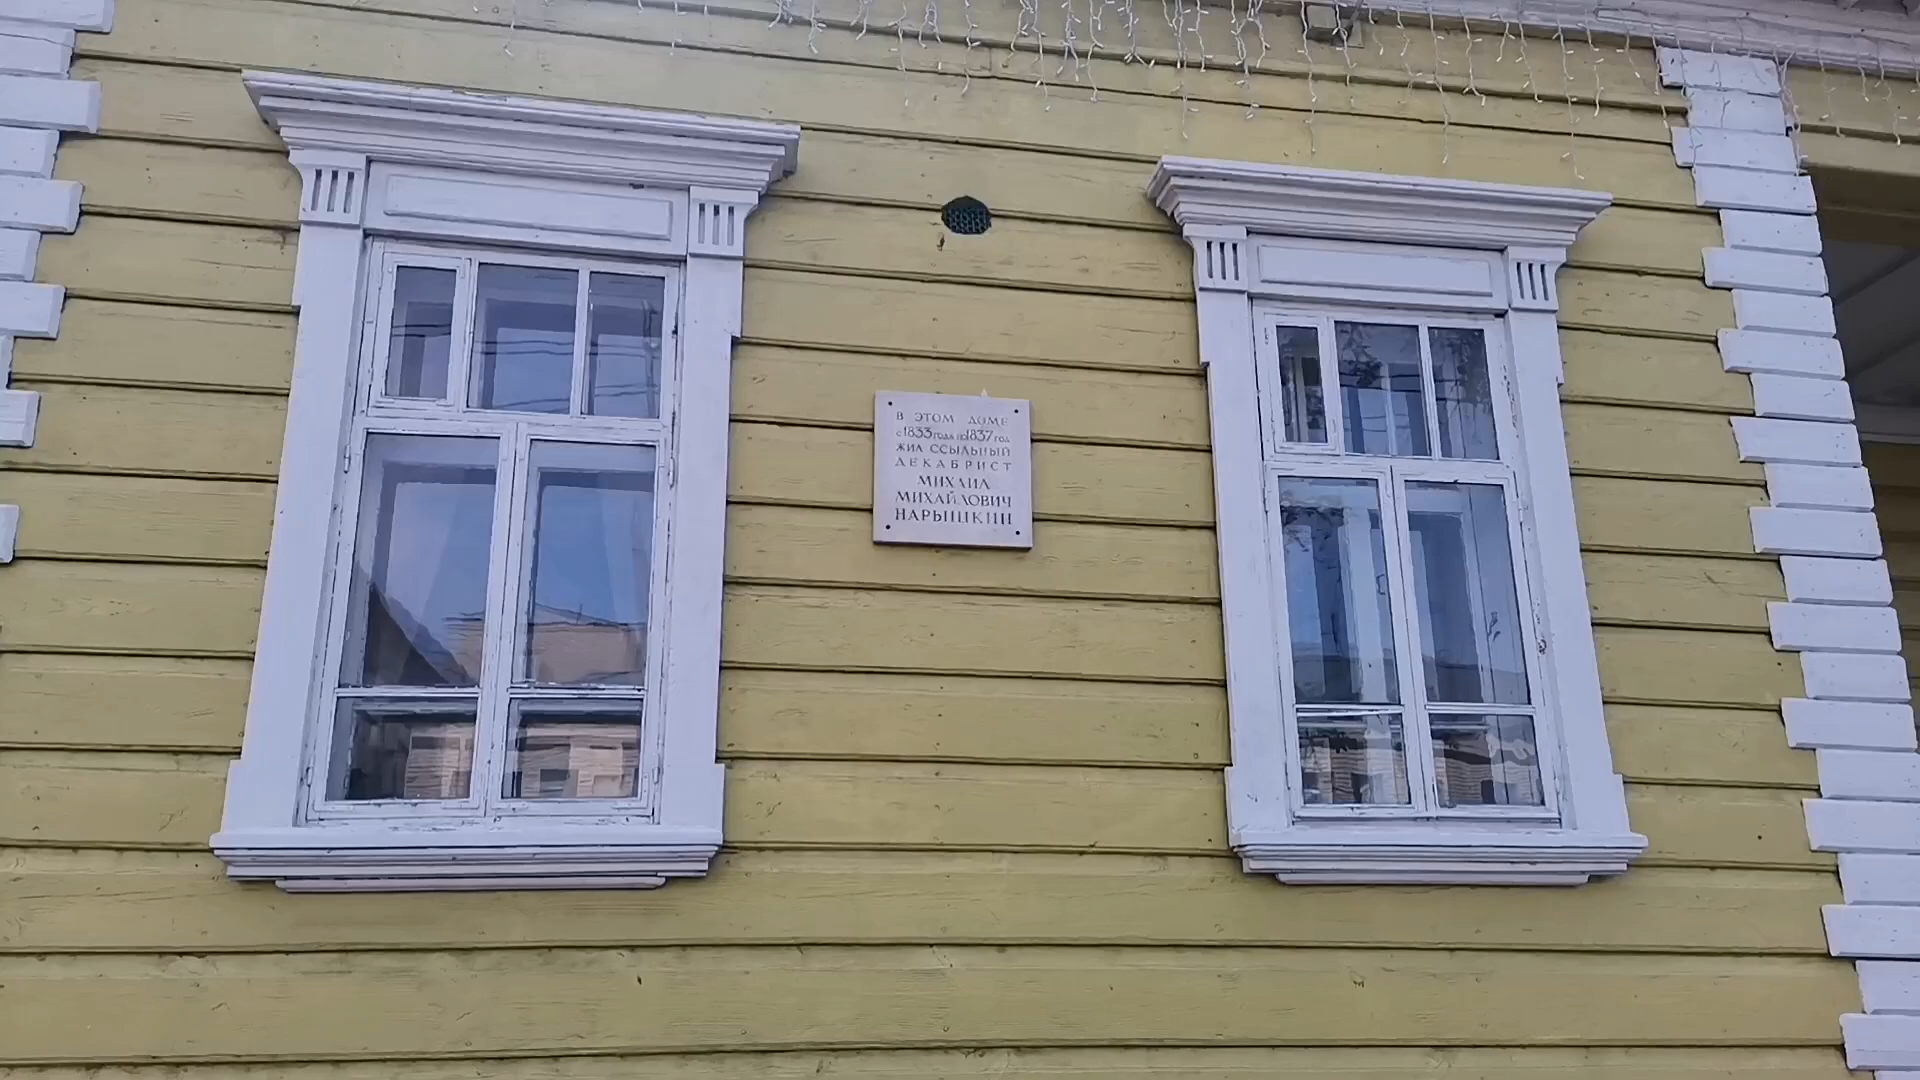 В ЭТОМ ДОМЕ
с 1833 года по 1837 год
ЖИЛ ССЫЛЬНЫЙ
ДЕКАБРИСТ
МИХАИЛ
МИХАЙЛОВИЧ
НАРЫШКИН